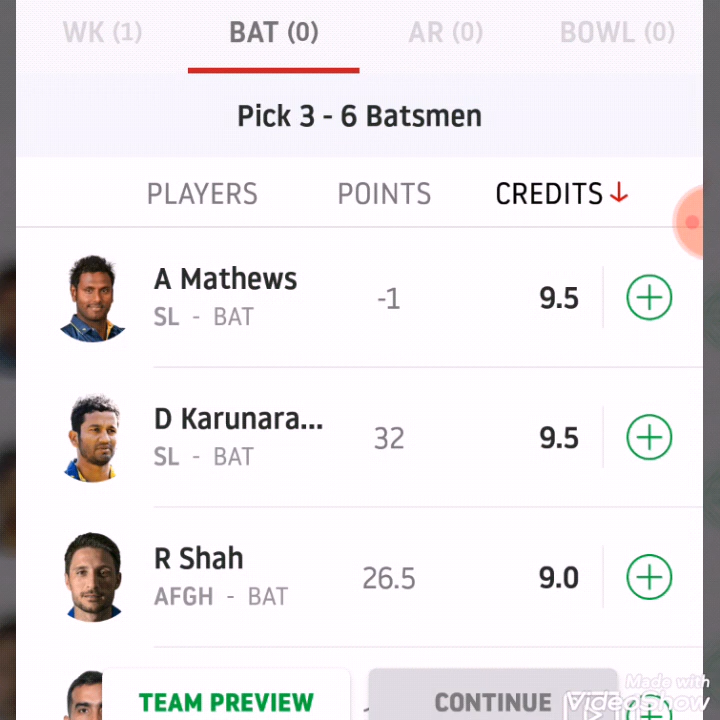 WK (1) BAT (0) AR (0) BOWL (0)
Pick 3 - 6 Batsmen
PLAYERS POINTS CREDITS
A Mathews
-1 9.5
SL - BAT
D Karunara...
32 9.5
SL - BAT
R Shah
26.5 9.0
AFGH - BAT
TEAM PREVIEW CONTINUE
Made with
VideoShow